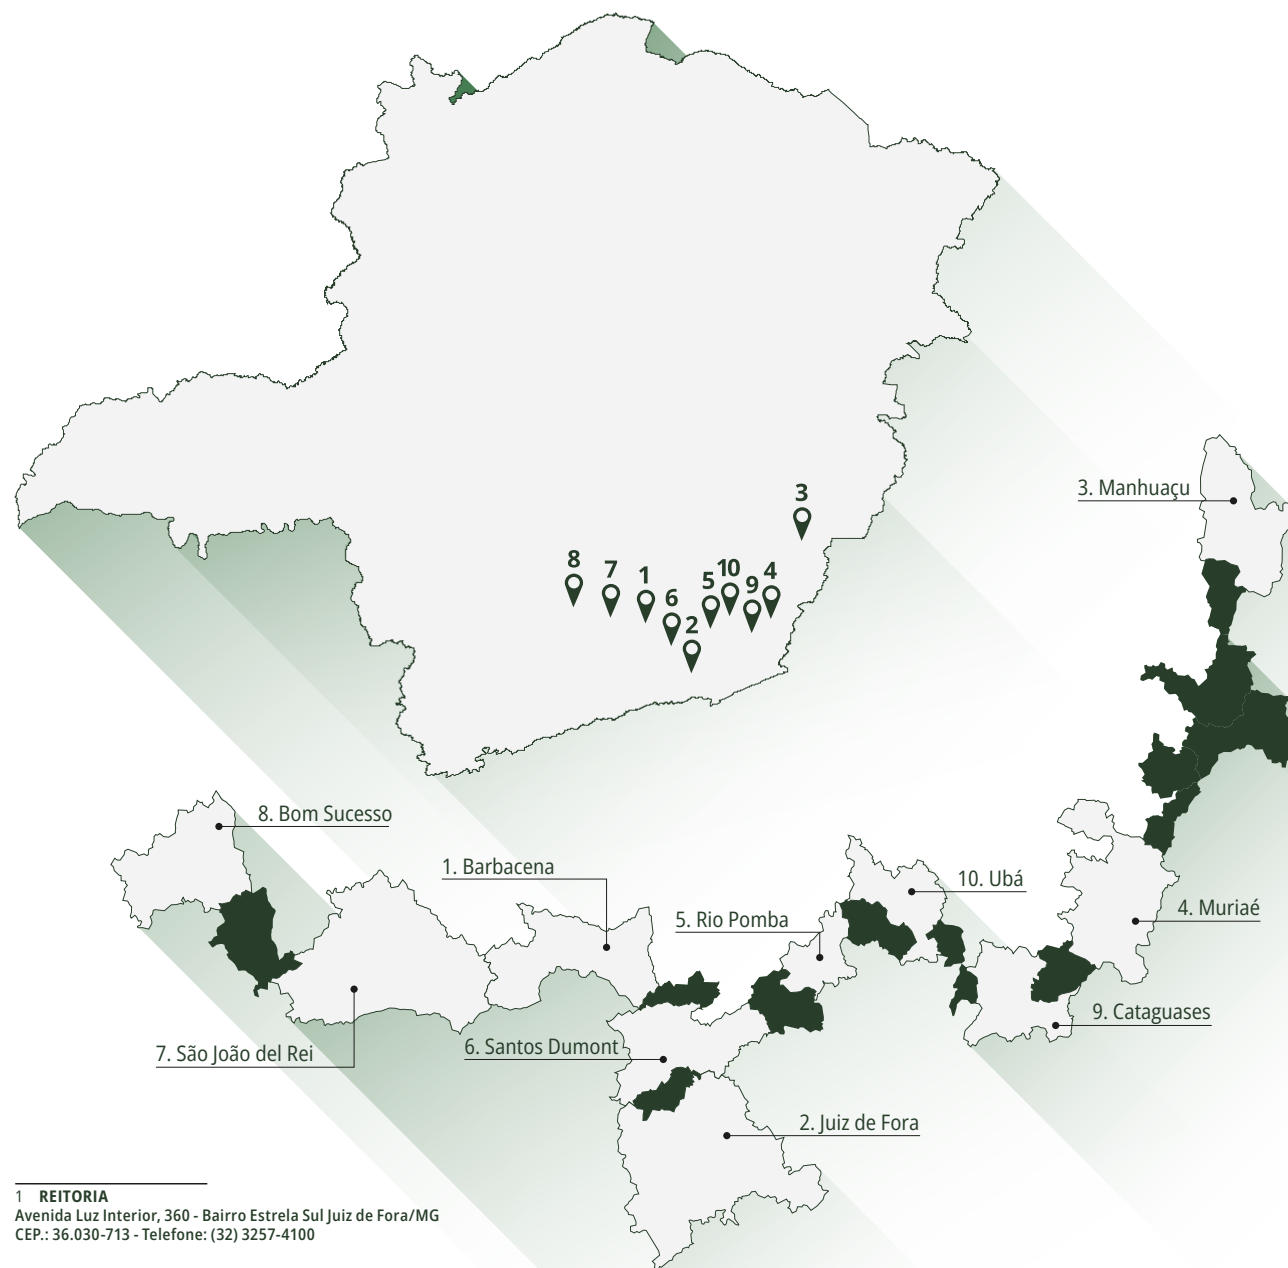 3
8
7
1
6
2
5
10
9
4
3. Manhuaçu
8. Bom Sucesso
1. Barbacena
10. Ubá
5. Rio Pomba
4. Muriaé
9. Cataguases
7. São João del Rei
6. Santos Dumont
2. Juiz de Fora
1 REITORIA
Avenida Luz Interior, 360 - Bairro Estrela Sul Juiz de Fora/MG
CEP.: 36.030-713 - Telefone: (32) 3257-4100